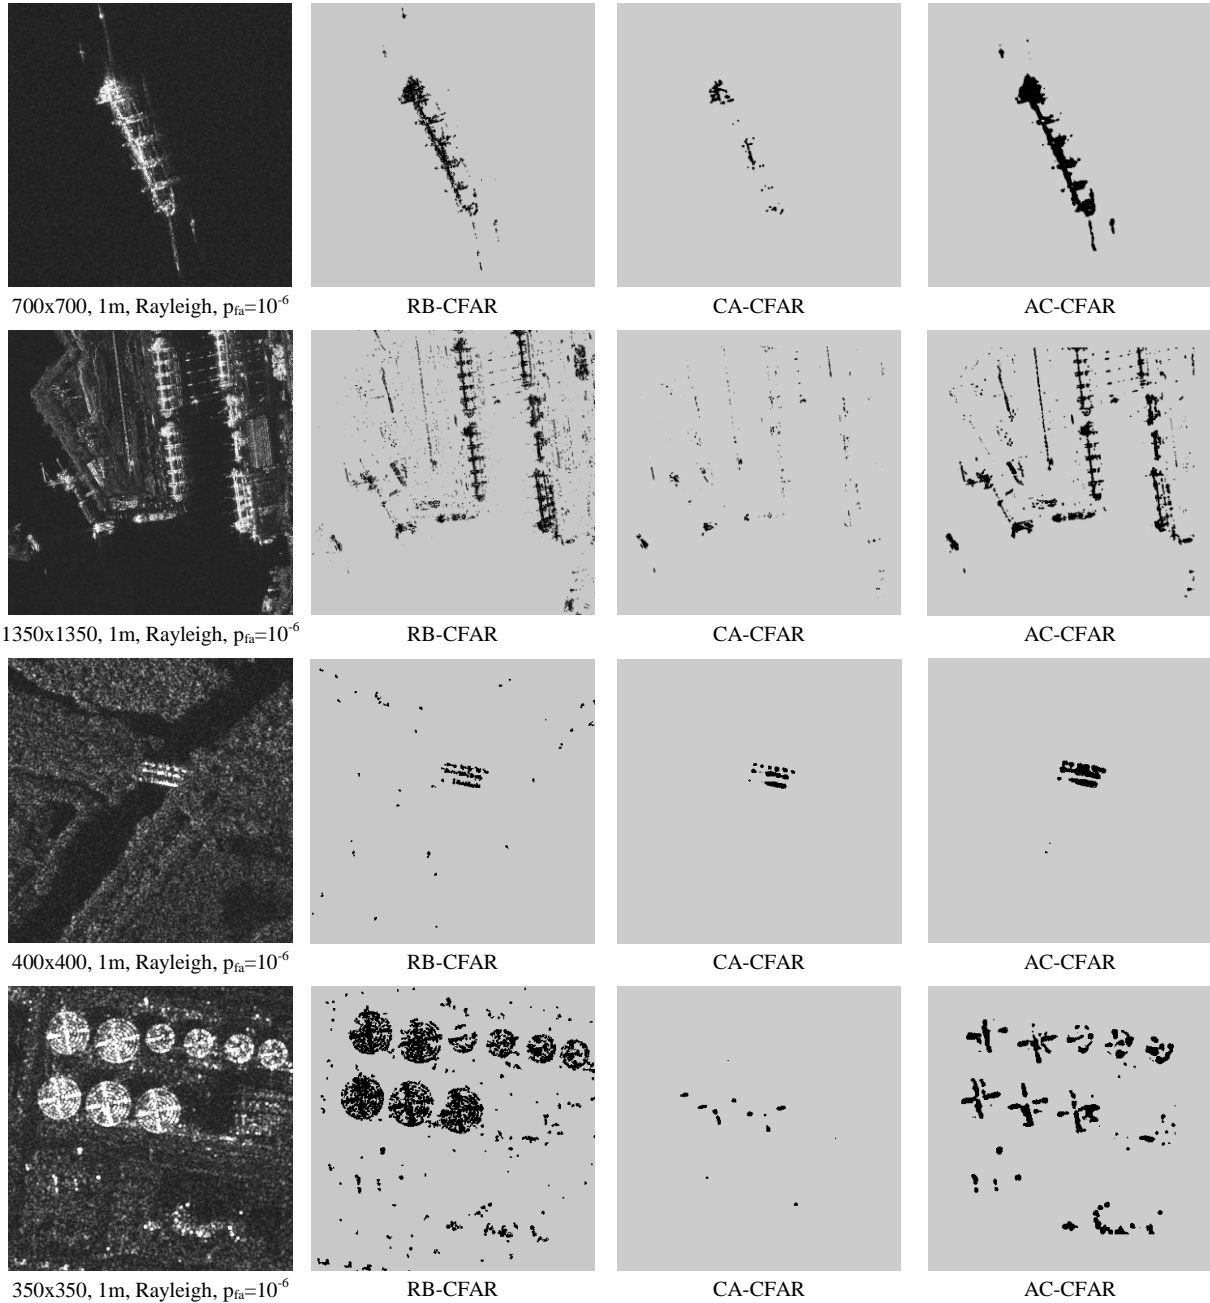 700x700, 1m, Rayleigh, pfa=10-6 RB-CFAR CA-CFAR AC-CFAR
1350x1350, 1m, Rayleigh, pfa=10-6 RB-CFAR CA-CFAR AC-CFAR
400x400, 1m, Rayleigh, pfa=10-6 RB-CFAR CA-CFAR AC-CFAR
350x350, 1m, Rayleigh, pfa=10-6 RB-CFAR CA-CFAR AC-CFAR